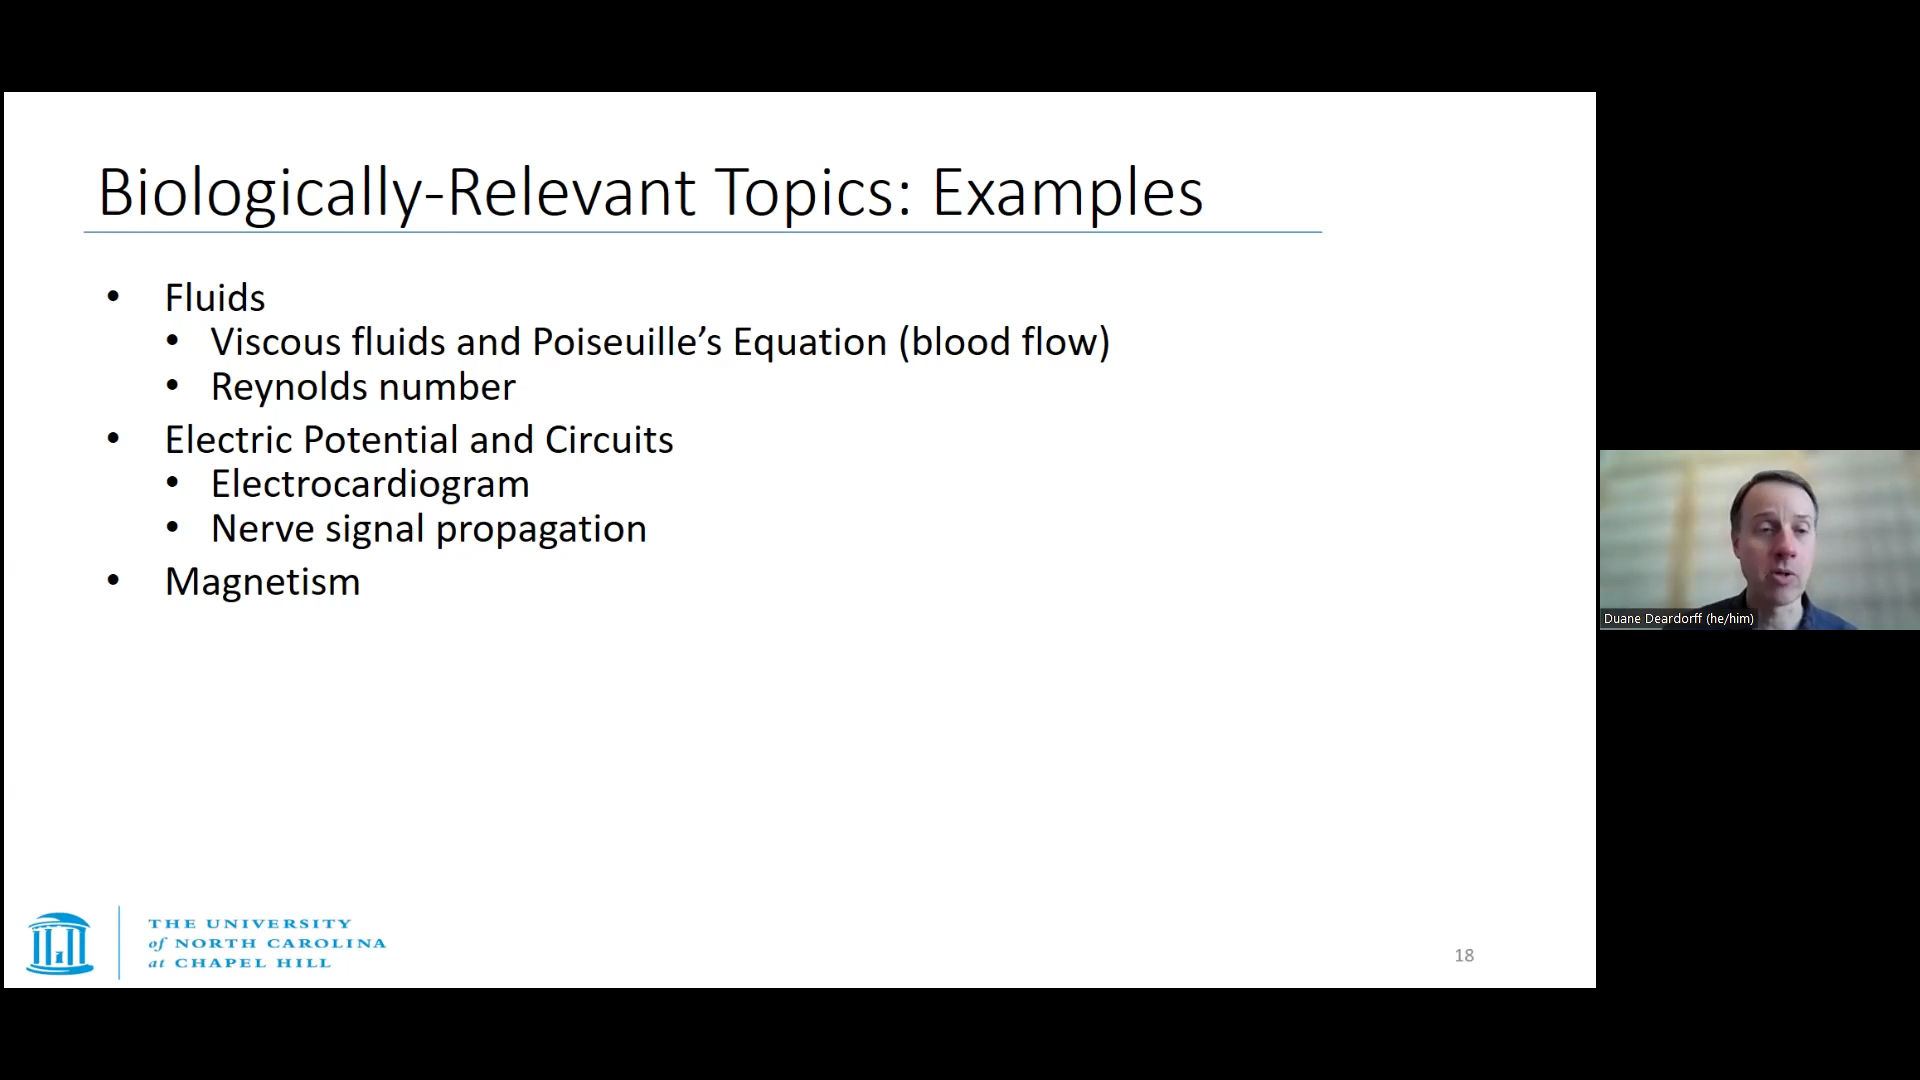 Biologically-Relevant Topics: Examples
• Fluids
• Viscous fluids and Poiseuille’s Equation (blood flow)
• Reynolds number
• Electric Potential and Circuits
• Electrocardiogram
• Nerve signal propagation
• Magnetism
Duane Deardorff (he/him)
THE UNIVERSITY
of NORTH CAROLINA
at CHAPEL HILL
18